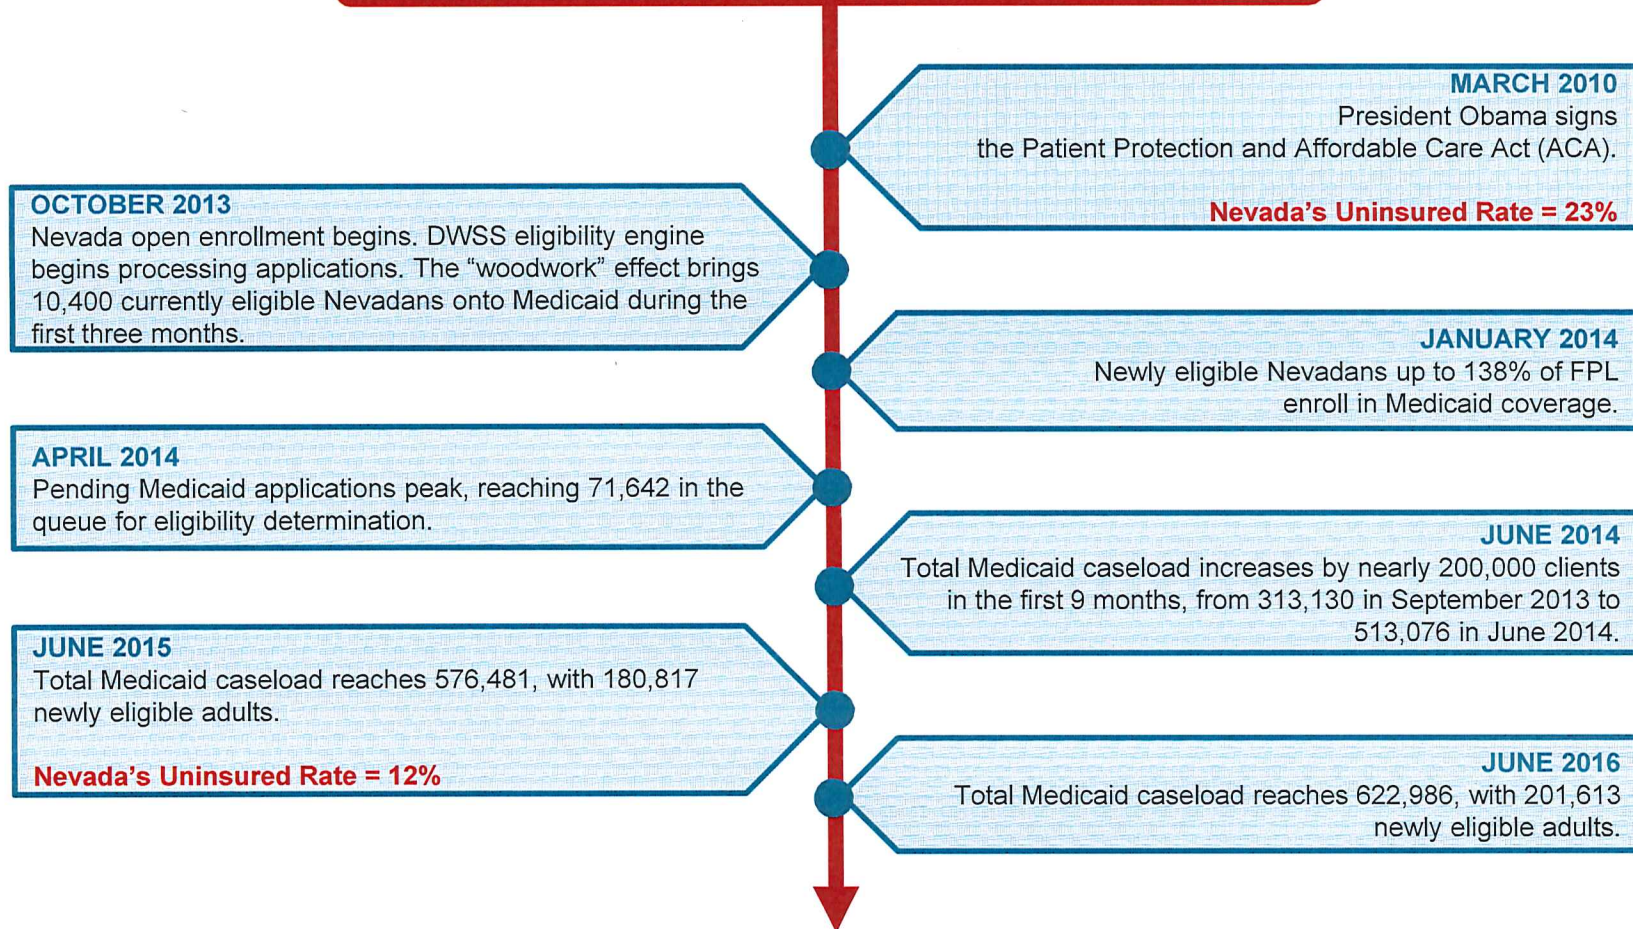 MARCH 2010
President Obama signs
the Patient Protection and Affordable Care Act (ACA).
Nevada's Uninsured Rate = 23%
OCTOBER 2013
Nevada open enrollment begins. DWSS eligibility engine
begins processing applications. The “woodwork” effect brings
10,400 currently eligible Nevadans onto Medicaid during the
first three months.
JANUARY 2014
Newly eligible Nevadans up to 138% of FPL
enroll in Medicaid coverage.
APRIL 2014
Pending Medicaid applications peak, reaching 71,642 in the
queue for eligibility determination.
JUNE 2014
Total Medicaid caseload increases by nearly 200,000 clients
in the first 9 months, from 313,130 in September 2013 to
513,076 in June 2014.
JUNE 2015
Total Medicaid caseload reaches 576,481, with 180,817
newly eligible adults.
Nevada's Uninsured Rate = 12%
JUNE 2016
Total Medicaid caseload reaches 622,986, with 201,613
newly eligible adults.